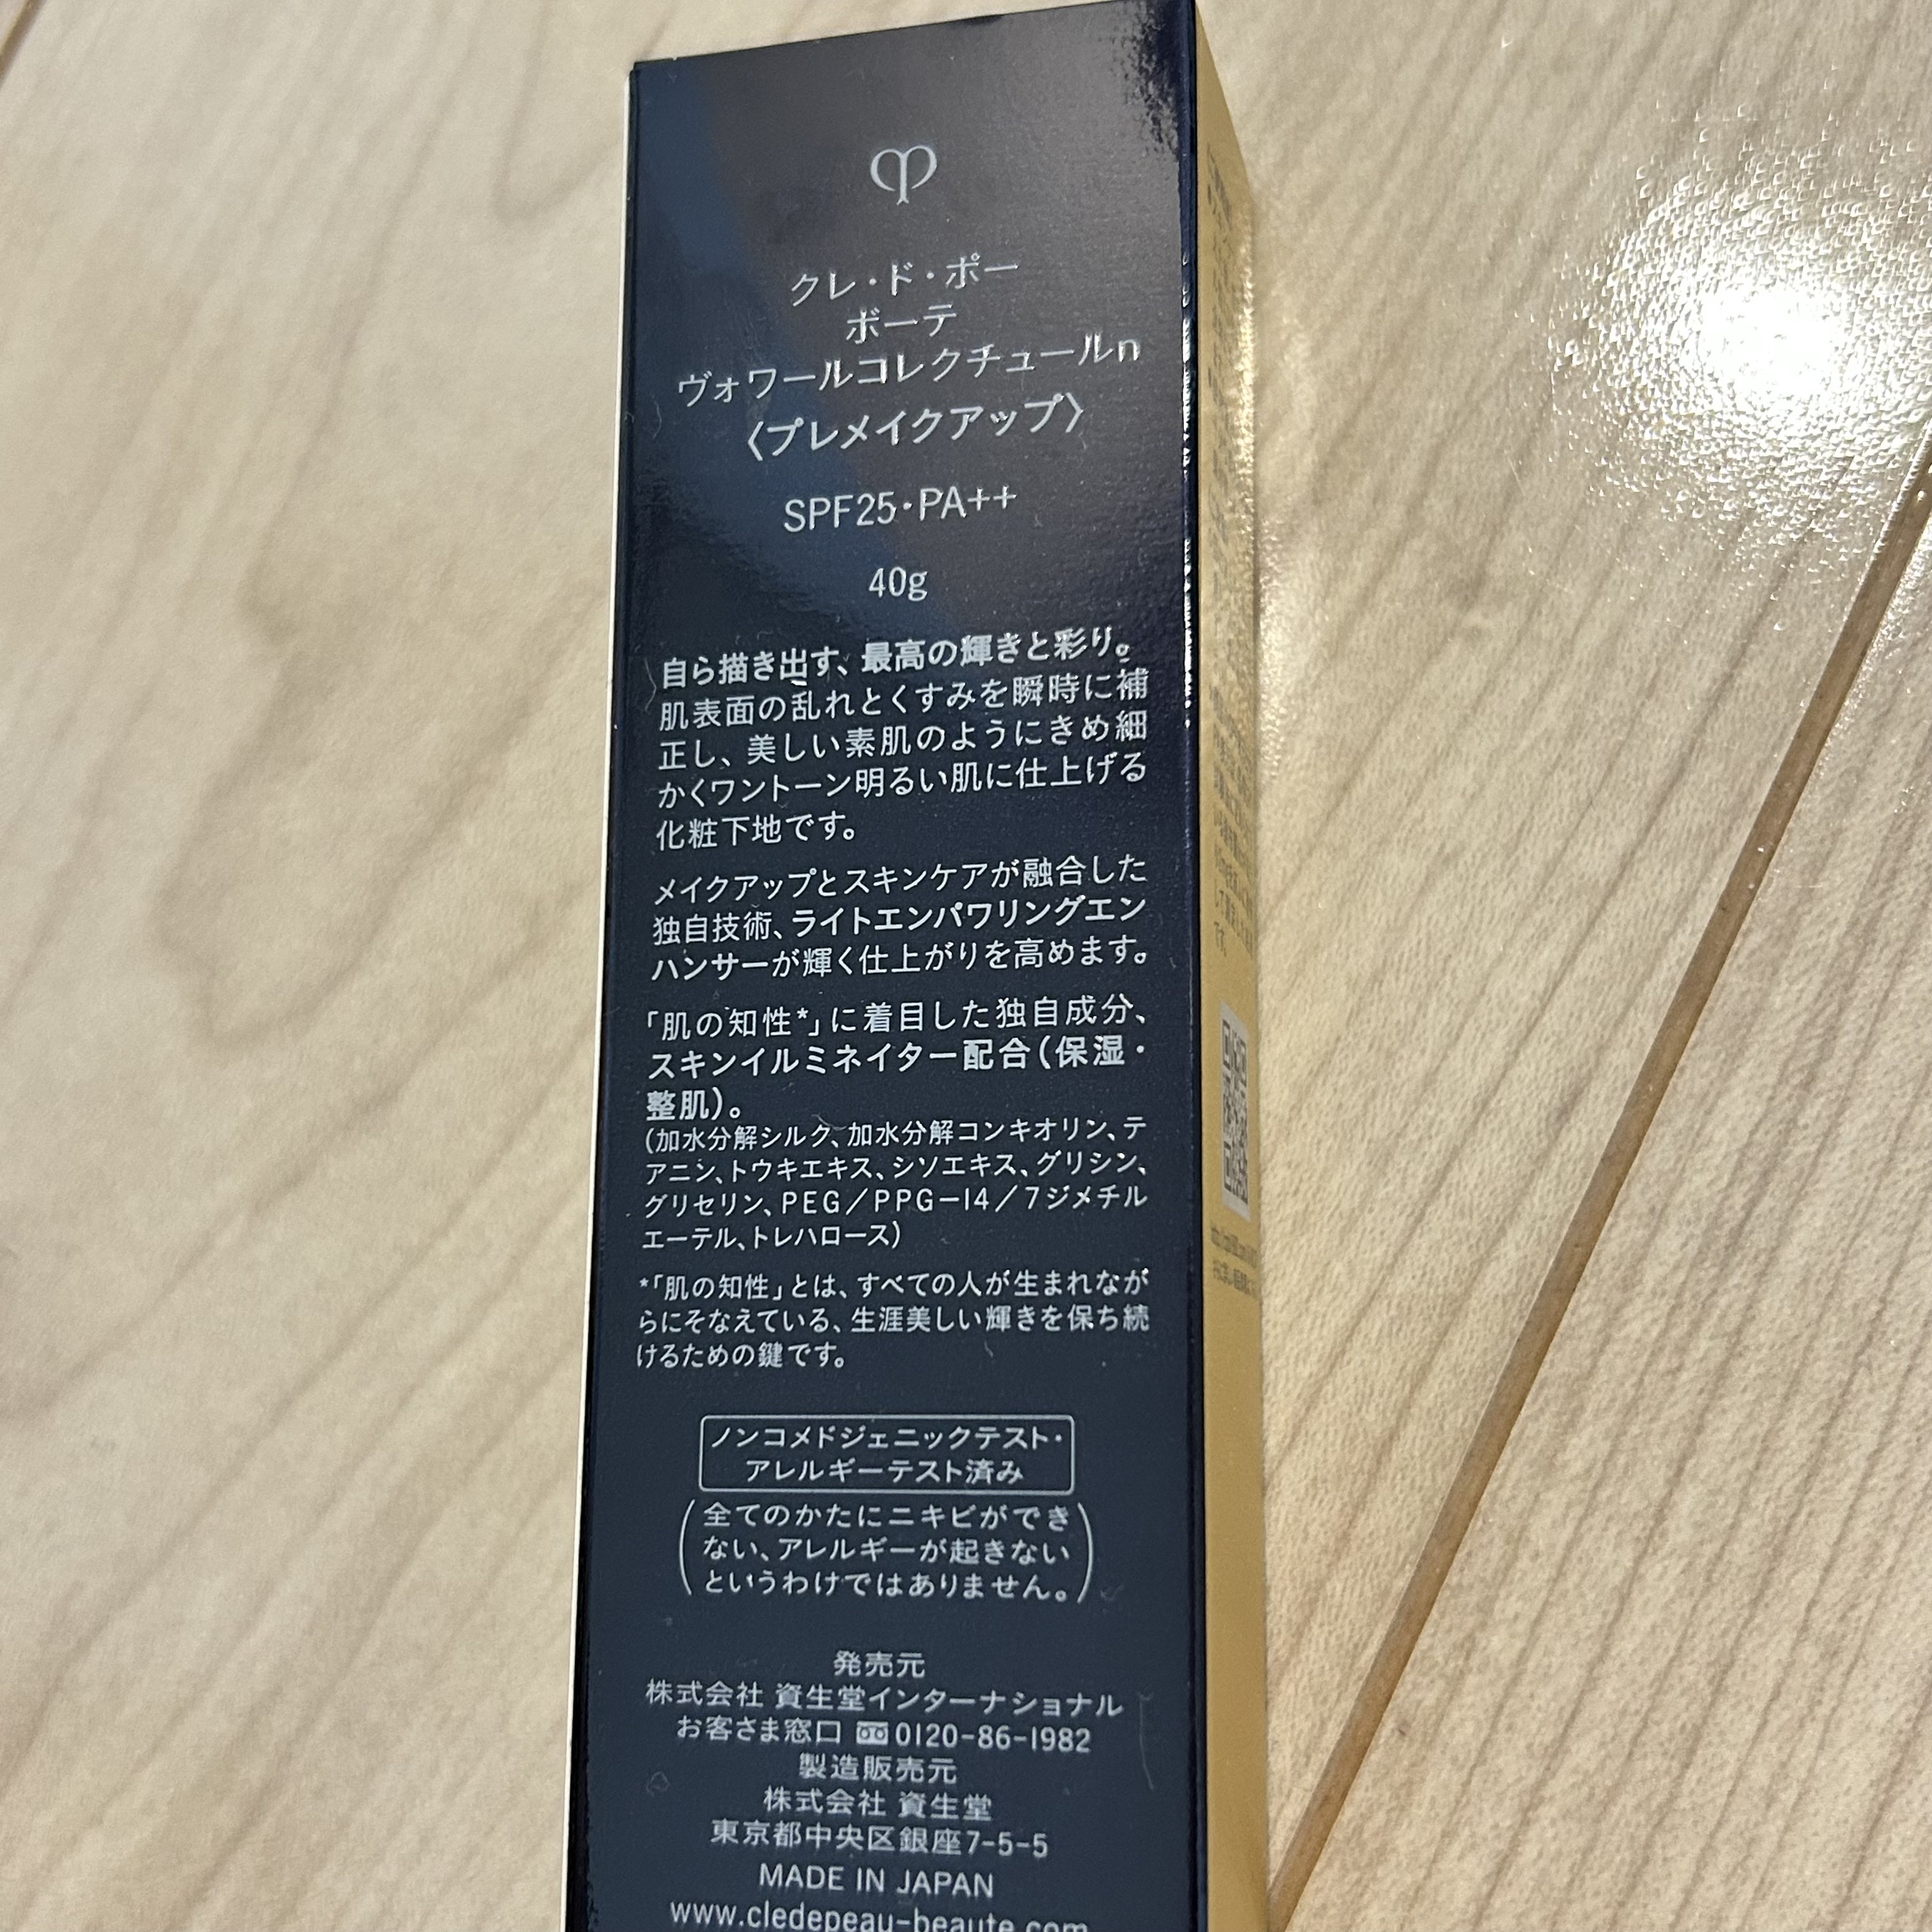 クレ・ド・ポー
ボーテ
ヴォワールコレクチュールn
〈プレメイクアップ〉
SPF25・PA++
40g
自ら描き出す、最高の輝きと彩り。
肌表面の乱れとくすみを瞬時に補
正し、美しい素肌のようにきめ細
かくワントーン明るい肌に仕上げる
化粧下地です。
メイクアップとスキンケアが融合した
独自技術、ライトエンパワリングエン
ハンサーが輝く仕上がりを高めます。
「肌の知性*」に着目した独自成分、
スキンイルミネイター配合(保湿・
整肌)。
(加水分解シルク、加水分解コンキオリン、テ
アニン、トウキエキス、シソエキス、グリシン、
グリセリン、PEG/PPG-14/7ジメチル
エーテル、トレハロース)
*「肌の知性」とは、すべての人が生まれなが
らにそなえている、生涯美しい輝きを保ち続
けるための鍵です。
ノンコメドジェニックテスト・
アレルギーテスト済み
(全てのかたにニキビができ
ない、アレルギーが起きない
というわけではありません。)
発売元
株式会社 資生堂インターナショナル
お客さま窓口 0120-86-1982
製造販売元
株式会社 資生堂
東京都中央区銀座7-5-5
MADE IN JAPAN
www.cledepeau-beaute.com